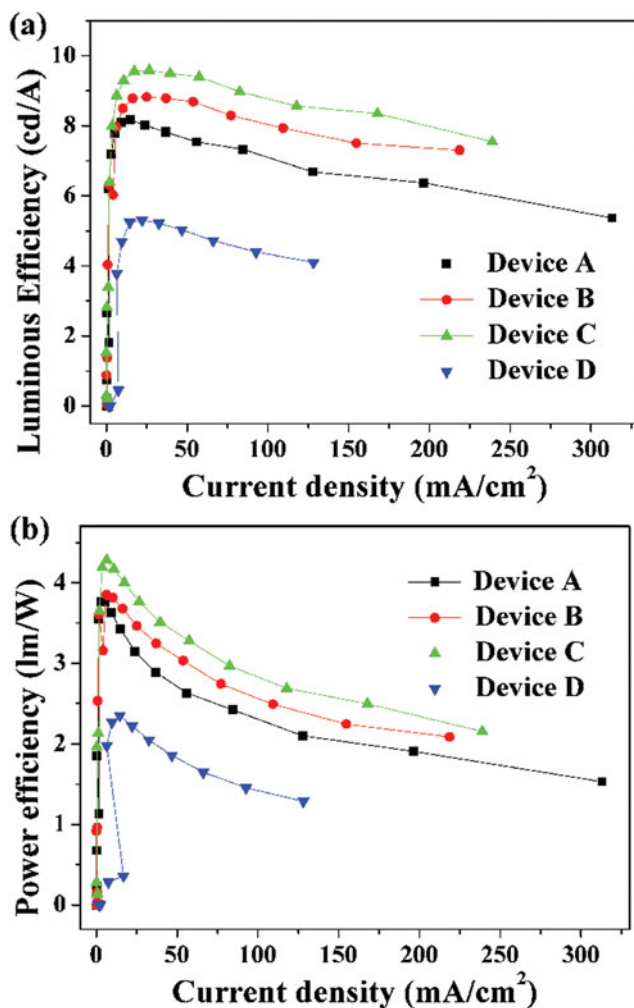 (a)
Luminous Efficiency (cd/A)
10
8
6
4
2
0
Device A
Device B
Device C
Device D
0 50 100 150 200 250 300
Current density (mA/cm²)
(b)
Power efficiency (lm/W)
4
3
2
1
0
Device A
Device B
Device C
Device D
0 50 100 150 200 250 300
Current density (mA/cm²)